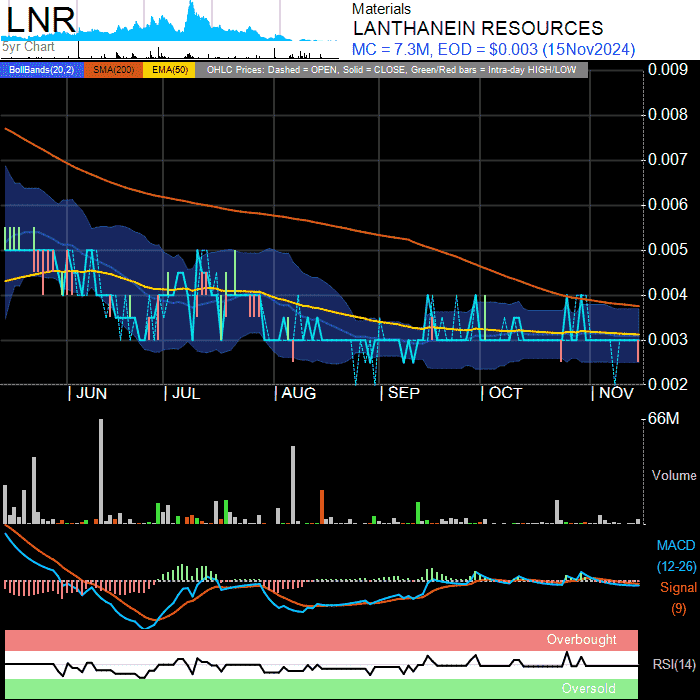 LNR
5yr Chart
Materials
LANTHANEIN RESOURCES
MC = 7.3M, EOD = $0.003 (15Nov2024)
BollBands(20,2) SMA(200) EMA(50) OHLC Prices: Dashed = OPEN, Solid = CLOSE, Green/Red bars = Intra-day HIGH/LOW
0.009
0.008
0.007
0.006
0.005
0.004
0.003
0.002
JUN JUL AUG SEP OCT NOV
66M
Volume
MACD
(12-26)
Signal
(9)
Overbought
RSI(14)
Oversold